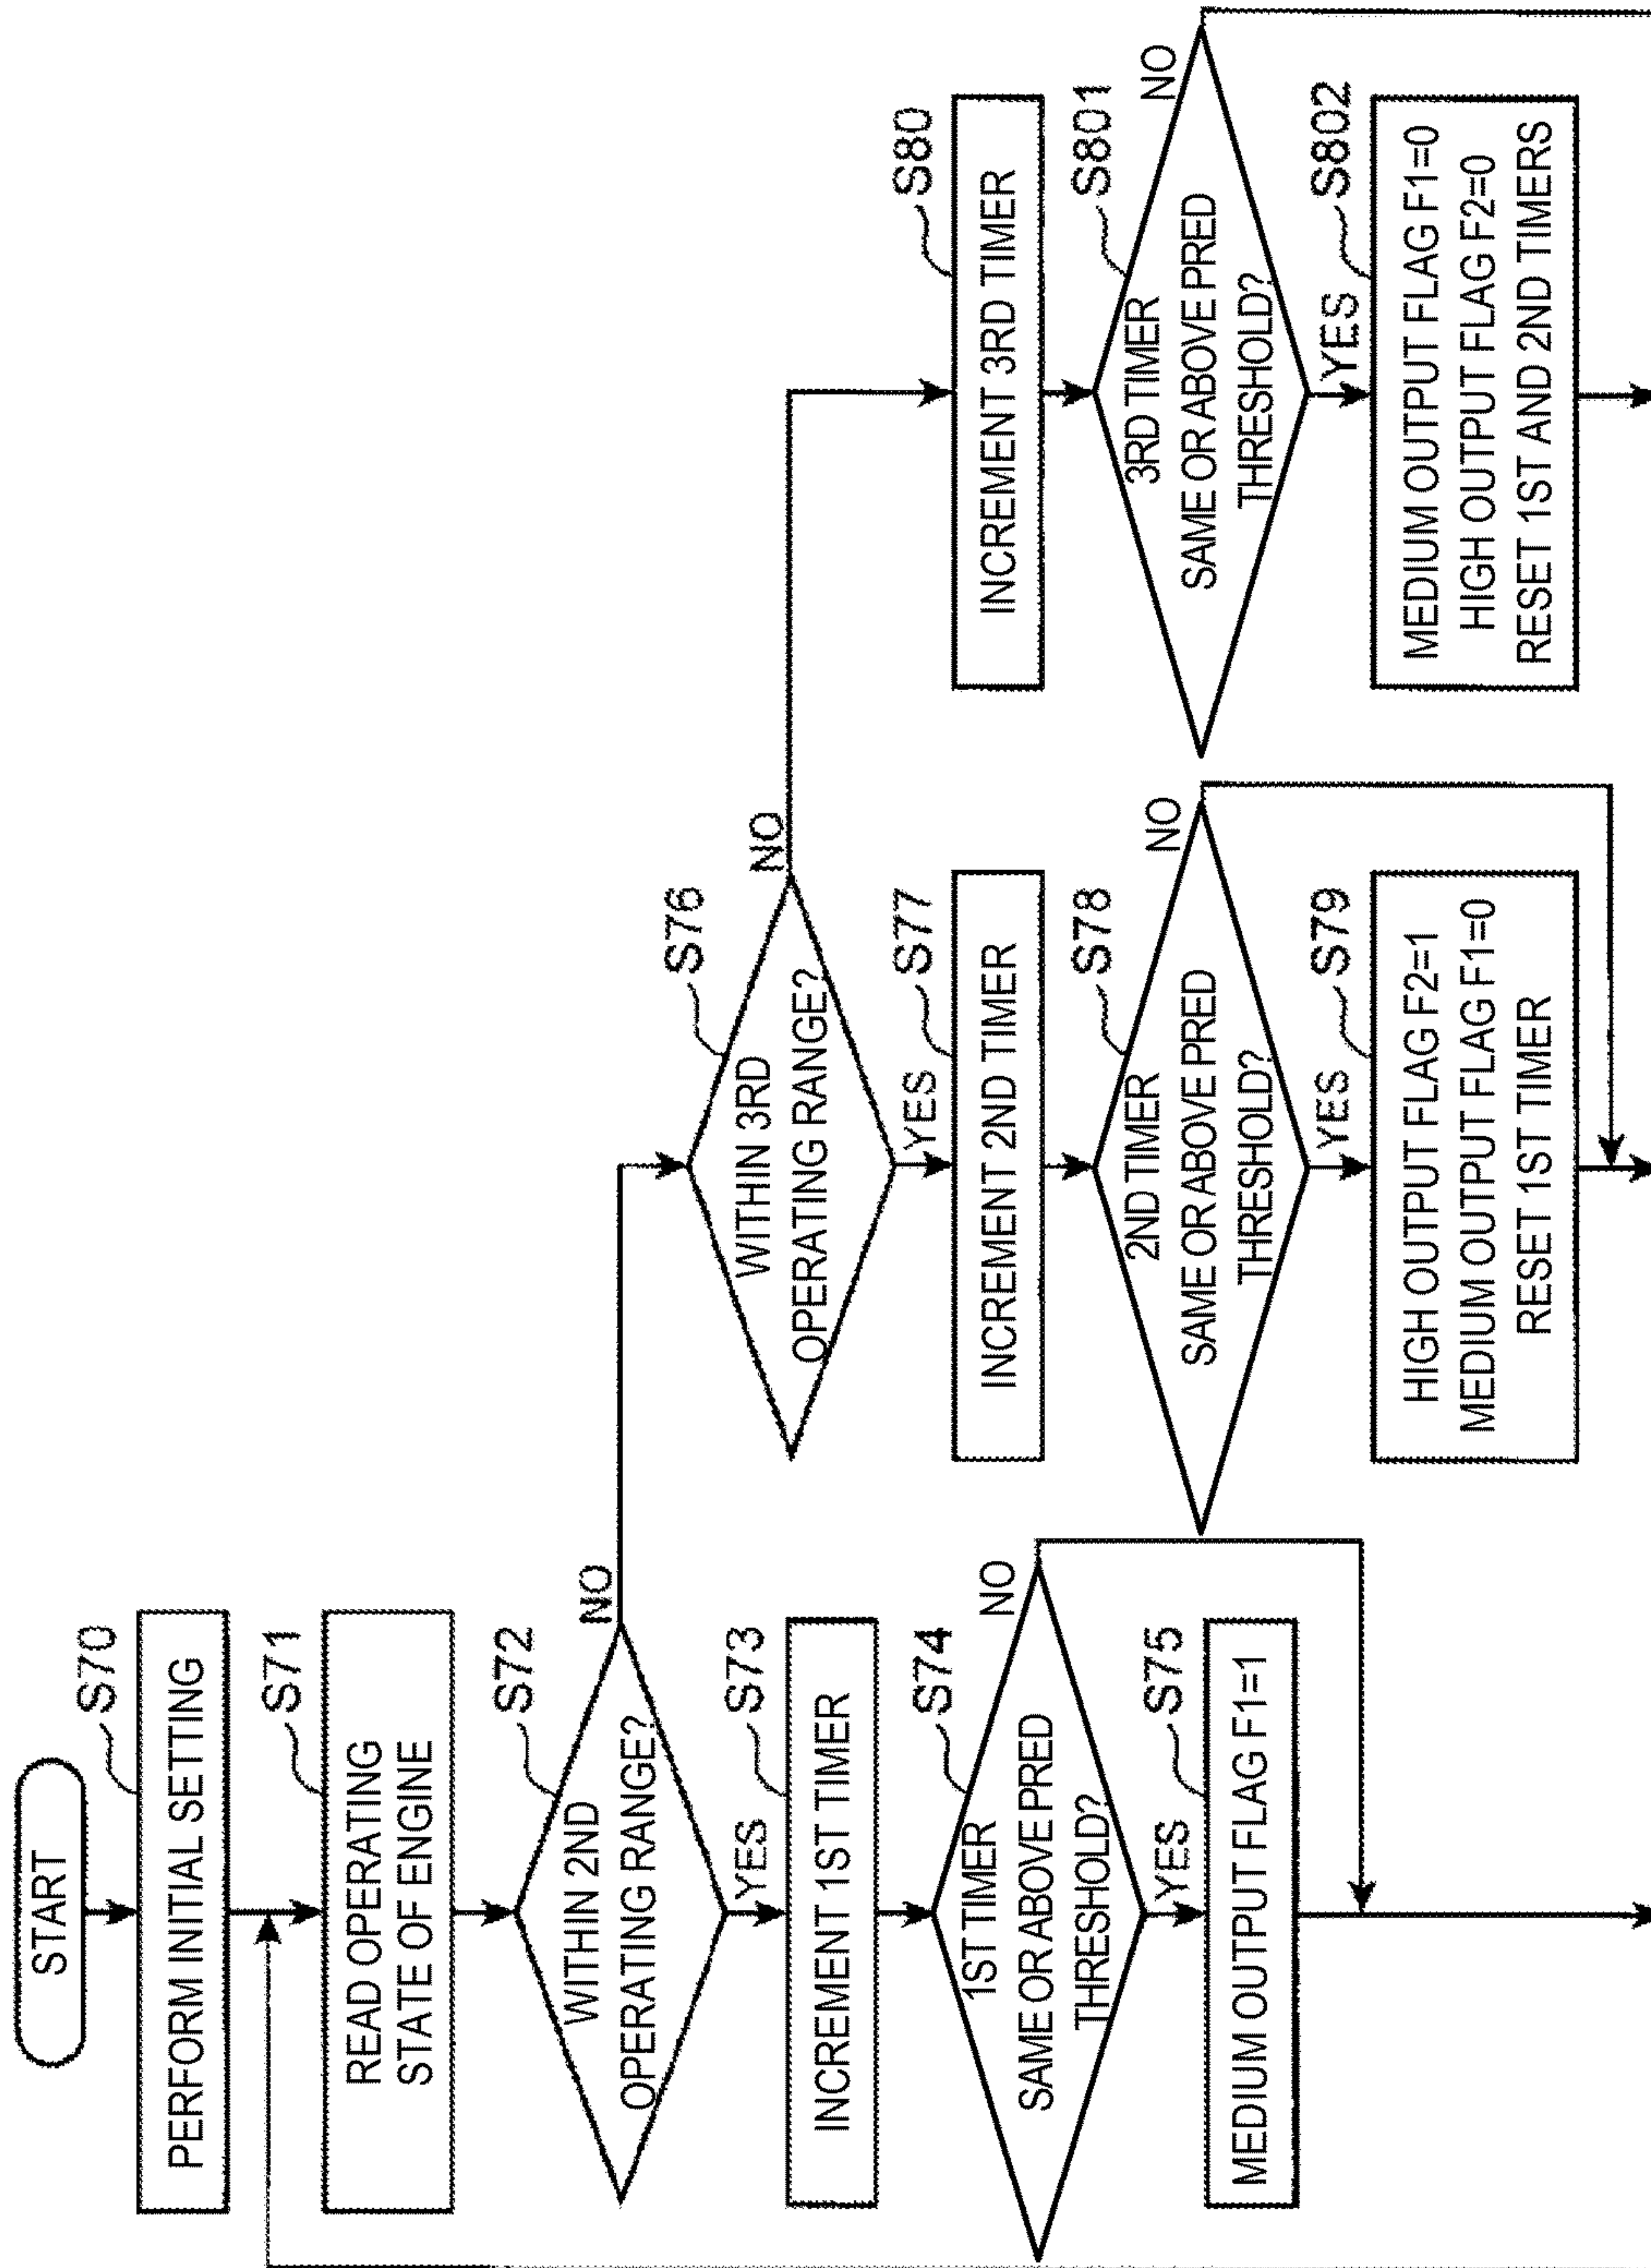 START
S70
PERFORM INITIAL SETTING
S71
READ OPERATING
STATE OF ENGINE
S72
WITHIN 2ND
OPERATING RANGE?
NO
YES
S73
INCREMENT 1ST TIMER
S74
1ST TIMER
SAME OR ABOVE PRED
THRESHOLD?
NO
YES
S75
MEDIUM OUTPUT FLAG F1=1
S76
WITHIN 3RD
OPERATING RANGE?
NO
YES
S77
INCREMENT 2ND TIMER
S78
2ND TIMER
SAME OR ABOVE PRED
THRESHOLD?
NO
YES
S79
HIGH OUTPUT FLAG F2=1
MEDIUM OUTPUT FLAG F1=0
RESET 1ST TIMER
S80
INCREMENT 3RD TIMER
S801
3RD TIMER
SAME OR ABOVE PRED
THRESHOLD?
NO
YES
S802
MEDIUM OUTPUT FLAG F1=0
HIGH OUTPUT FLAG F2=0
RESET 1ST AND 2ND TIMERS